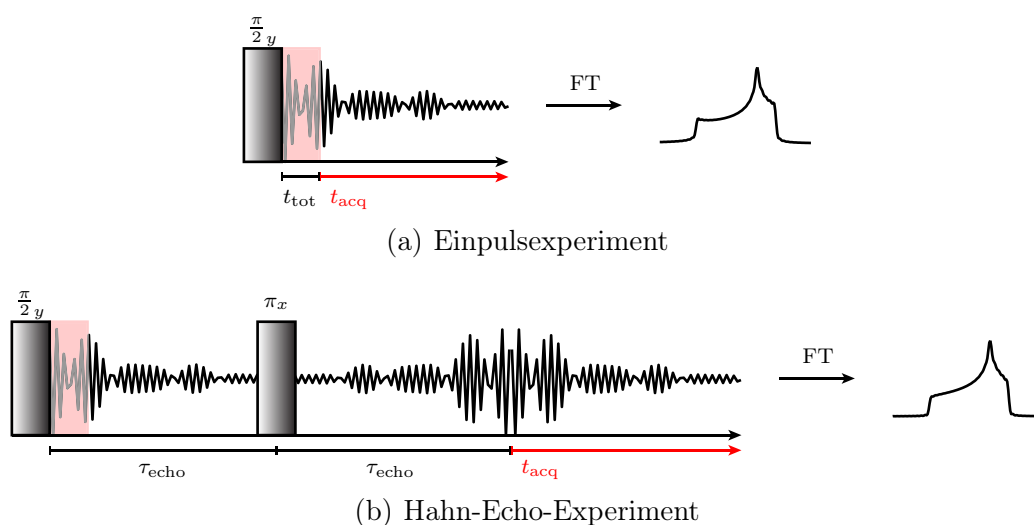 π/2 y
FT
t_tot t_acq
(a) Einpulsexperiment
π/2 y π_x
FT
τ_echo τ_echo t_acq
(b) Hahn-Echo-Experiment